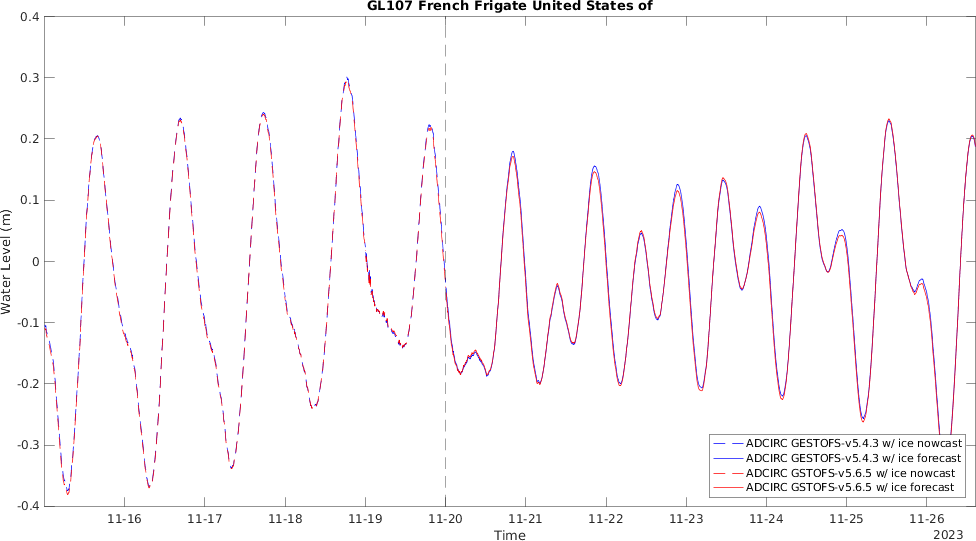 GL107 French Frigate United States of
0.4
0.3
0.2
0.1
0
-0.1
-0.2
-0.3
-0.4
Water Level (m)
11-16 11-17 11-18 11-19 11-20 11-21 11-22 11-23 11-24 11-25 11-26
2023
Time
ADCIRC GESTOFS-v5.4.3 w/ ice nowcast
ADCIRC GESTOFS-v5.4.3 w/ ice forecast
ADCIRC GSTOFS-v5.6.5 w/ ice nowcast
ADCIRC GSTOFS-v5.6.5 w/ ice forecast